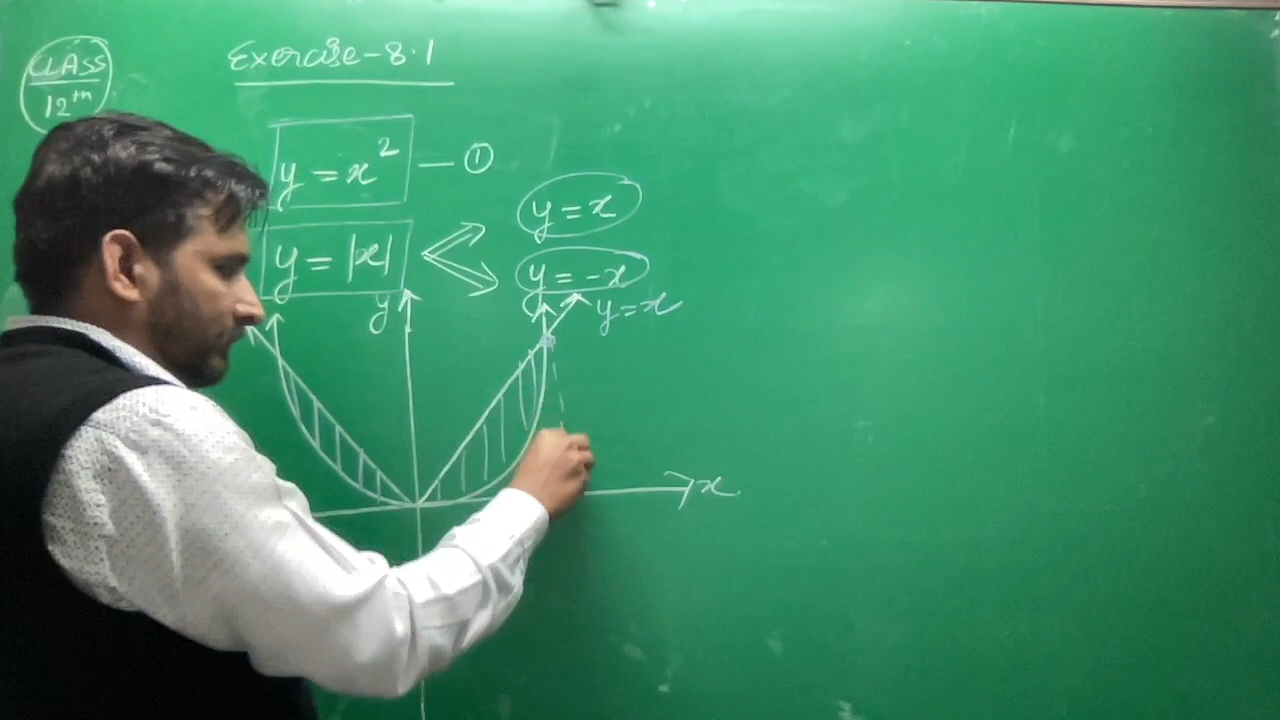 CLASS
12th
Exercise-8.1
y = x² — ①
y = |x|
y = x
y = -x
y
y = x
x